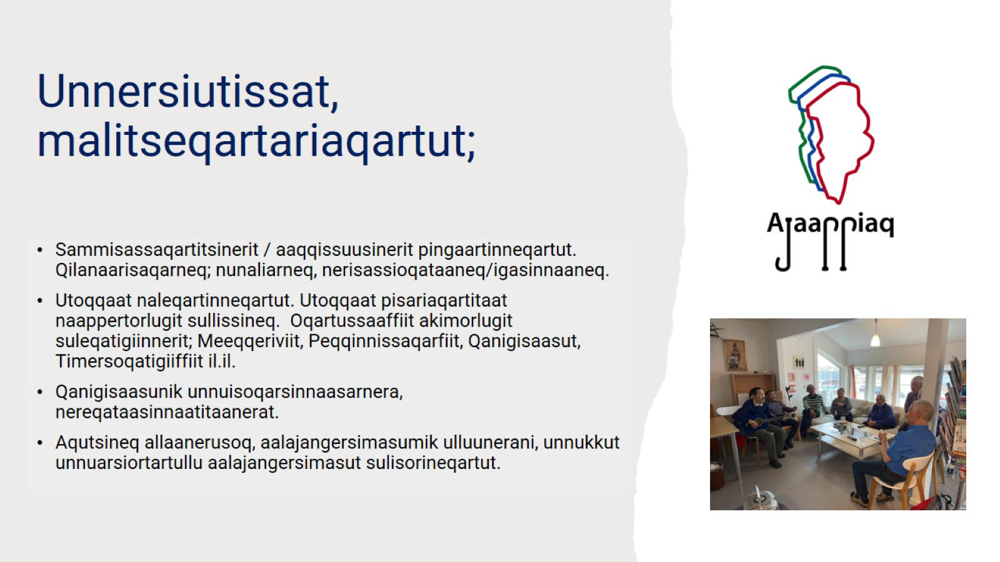 Unnersiutissat,
malitseqartariaqartut;
• Sammisassaqartitsinerit / aaqqissuusinerit pingaartinneqartut.
Qilanaarisaqarneq; nunaliarneq, nerisassioqataaneq/igasinnaaneq.
• Utoqqaat naleqartinneqartut. Utoqqaat pisariaqartitaat
naappertorlugit sullissineq.  Oqartussaaffiit akimorlugit
suleqatigiinnerit; Meeqqeriviit, Peqqinnissaqarfiit, Qanigisaasut,
Timersoqatigiiffiit il.il.
• Qanigisaasunik unnuisoqarsinnaasarnera,
nereqataasinnaatitaanerat.
• Aqutsineq allaanerusoq, aalajangersimasumik ulluunerani, unnukkut
unnuarsiortartullu aalajangersimasut sulisorineqartut.
Ajaappiaq